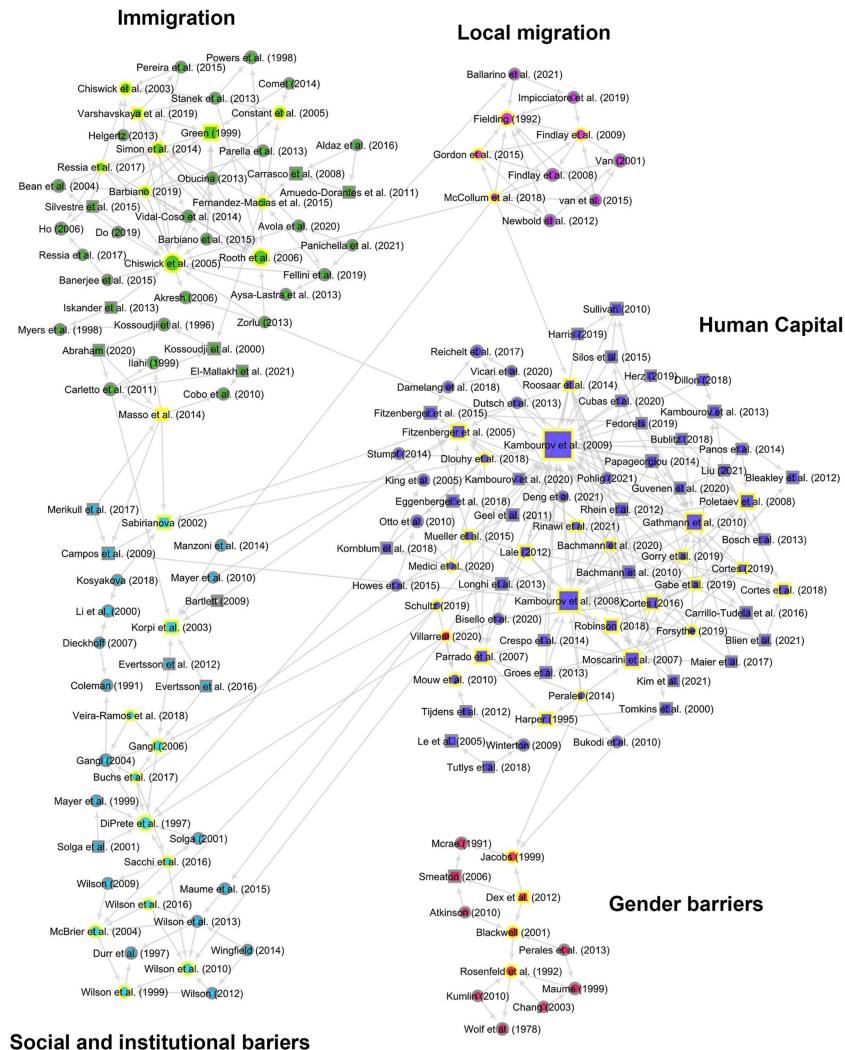 Immigration
Local migration
Powers et al. (1998)
Pereira et al. (2015)
Ballarino et al. (2021)
Chiswick et al. (2003)
Comet (2014)
Stanek et al. (2013)
Impicciatore et al. (2019)
Varshavskaya et al. (2019)
Constant et al. (2005)
Fielding (1992)
Helgertz (2013)
Green (1999)
Findlay et al. (2009)
Simon et al. (2014)
Parella et al. (2013)
Aldaz et al. (2016)
Gordon et al. (2015)
Van (2001)
Ressia et al. (2017)
Obucina (2013)
Carrasco et al. (2008)
Findlay et al. (2008)
Bean et al. (2004)
Barbiano (2019)
Amuedo-Dorantes et al. (2011)
McCollum et al. (2018)
van et al. (2015)
Silvestre et al. (2015)
Fernandez-Macias et al. (2015)
Vidal-Coso et al. (2014)
Newbold et al. (2012)
Ho (2006)
Do (2019)
Avola et al. (2020)
Barbiano et al. (2015)
Panichella et al. (2021)
Ressia et al. (2017)
Chiswick et al. (2005)
Rooth et al. (2006)
Banerjee et al. (2015)
Fellini et al. (2019)
Akresh (2006)
Aysa-Lastra et al. (2013)
Iskander et al. (2013)
Sullivan (2010)
Myers et al. (1998)
Kossoudji et al. (1996)
Zorlu (2013)
Human Capital
Harris (2019)
Abraham (2020)
Kossoudji et al. (2000)
Reichelt et al. (2017)
Silos et al. (2015)
Ilahi (1999)
El-Mallakh et al. (2021)
Vicari et al. (2020)
Herz (2019)
Dillon (2018)
Carletto et al. (2011)
Cobo et al. (2010)
Damelang et al. (2018)
Roosaar et al. (2014)
Masso et al. (2014)
Dutsch et al. (2013)
Cubas et al. (2020)
Kambourov et al. (2013)
Fitzenberger et al. (2015)
Fedorets (2019)
Fitzenberger et al. (2005)
Kambourov et al. (2009)
Bublitz (2018)
Panos et al. (2014)
Stumpf (2014)
Dlouhy et al. (2018)
Papageorgiou (2014)
Liu (2021)
Bleakley et al. (2012)
King et al. (2005)
Kambourov et al. (2020)
Pohlig (2021)
Guvenen et al. (2020)
Eggenberger et al. (2018)
Deng et al. (2021)
Poletaev et al. (2008)
Merikull et al. (2017)
Geel et al. (2011)
Rhein et al. (2012)
Sabirianova (2002)
Otto et al. (2010)
Rinawi et al. (2021)
Gathmann et al. (2010)
Mueller et al. (2015)
Bosch et al. (2013)
Manzoni et al. (2014)
Kornblum et al. (2018)
Lale (2012)
Bachmann et al. (2020)
Campos et al. (2009)
Gorry et al. (2019)
Medici et al. (2020)
Bachmann et al. (2010)
Cortes (2019)
Kosyakova (2018)
Mayer et al. (2010)
Howes et al. (2015)
Longhi et al. (2013)
Gabe et al. (2019)
Cortes et al. (2018)
Bartlett (2009)
Schultz (2019)
Kambourov et al. (2008)
Cortes (2016)
Li et al. (2000)
Carrillo-Tudela et al. (2016)
Bisello et al. (2020)
Korpi et al. (2003)
Robinson (2018)
Forsythe (2019)
Villarreal (2020)
Crespo et al. (2014)
Blien et al. (2021)
Dieckhoff (2007)
Parrado et al. (2007)
Moscarini et al. (2007)
Maier et al. (2017)
Evertsson et al. (2012)
Mouw et al. (2010)
Groes et al. (2013)
Kim et al. (2021)
Coleman (1991)
Evertsson et al. (2016)
Perales (2014)
Tijdens et al. (2012)
Tomkins et al. (2000)
Veira-Ramos et al. (2018)
Harper (1995)
Gangl (2006)
Le et al. (2005)
Winterton (2009)
Bukodi et al. (2010)
Gangl (2004)
Tutlys et al. (2018)
Buchs et al. (2017)
Mayer et al. (1999)
DiPrete et al. (1997)
Solga (2001)
Mcrae (1991)
Solga et al. (2001)
Jacobs (1999)
Sacchi et al. (2016)
Smeaton (2006)
Wilson (2009)
Maume et al. (2015)
Dex et al. (2012)
Gender barriers
Wilson et al. (2016)
Atkinson (2010)
Wilson et al. (2013)
McBrier et al. (2004)
Blackwell (2001)
Durr et al. (1997)
Wingfield (2014)
Perales et al. (2013)
Wilson et al. (2010)
Rosenfeld et al. (1992)
Wilson et al. (1999)
Wilson (2012)
Kumlin (2010)
Maume (1999)
Chang (2003)
Wolf et al. (1978)
Social and institutional bariers